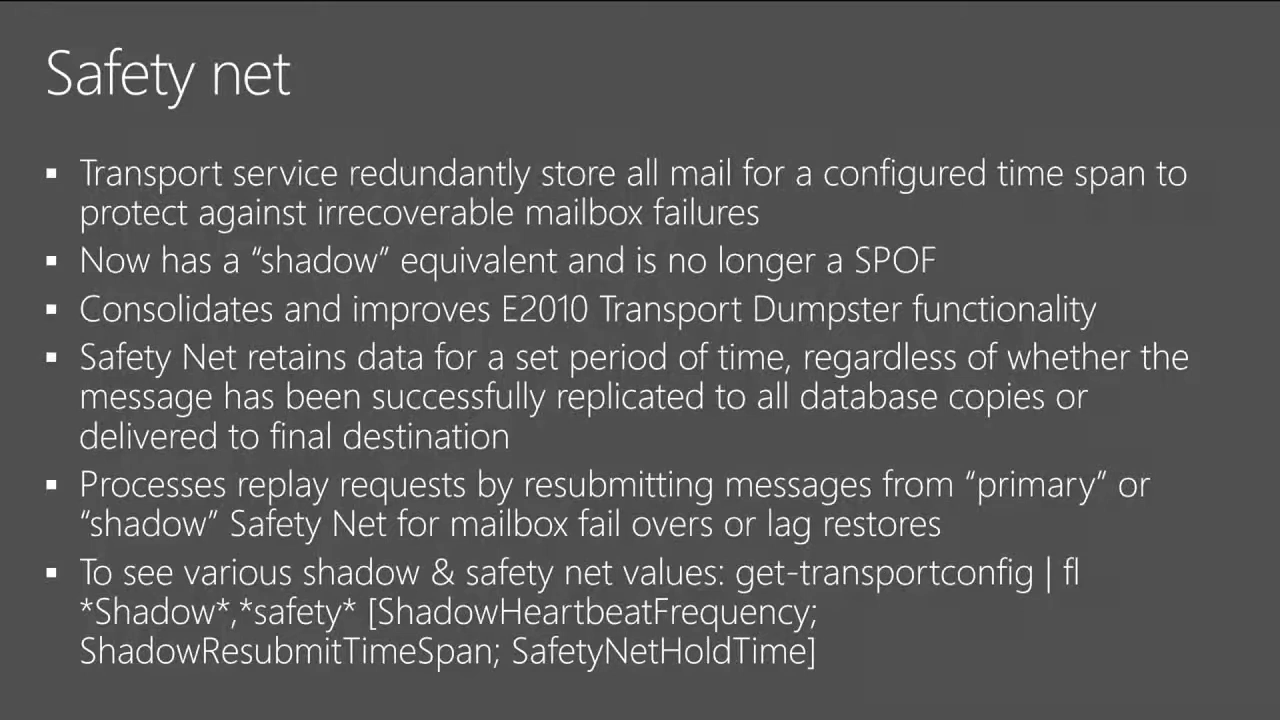 Safety net
▪ Transport service redundantly store all mail for a configured time span to
protect against irrecoverable mailbox failures
▪ Now has a “shadow” equivalent and is no longer a SPOF
▪ Consolidates and improves E2010 Transport Dumpster functionality
▪ Safety Net retains data for a set period of time, regardless of whether the
message has been successfully replicated to all database copies or
delivered to final destination
▪ Processes replay requests by resubmitting messages from “primary” or
“shadow” Safety Net for mailbox fail overs or lag restores
▪ To see various shadow & safety net values: get-transportconfig | fl
*Shadow*,*safety* [ShadowHeartbeatFrequency;
ShadowResubmitTimeSpan; SafetyNetHoldTime]